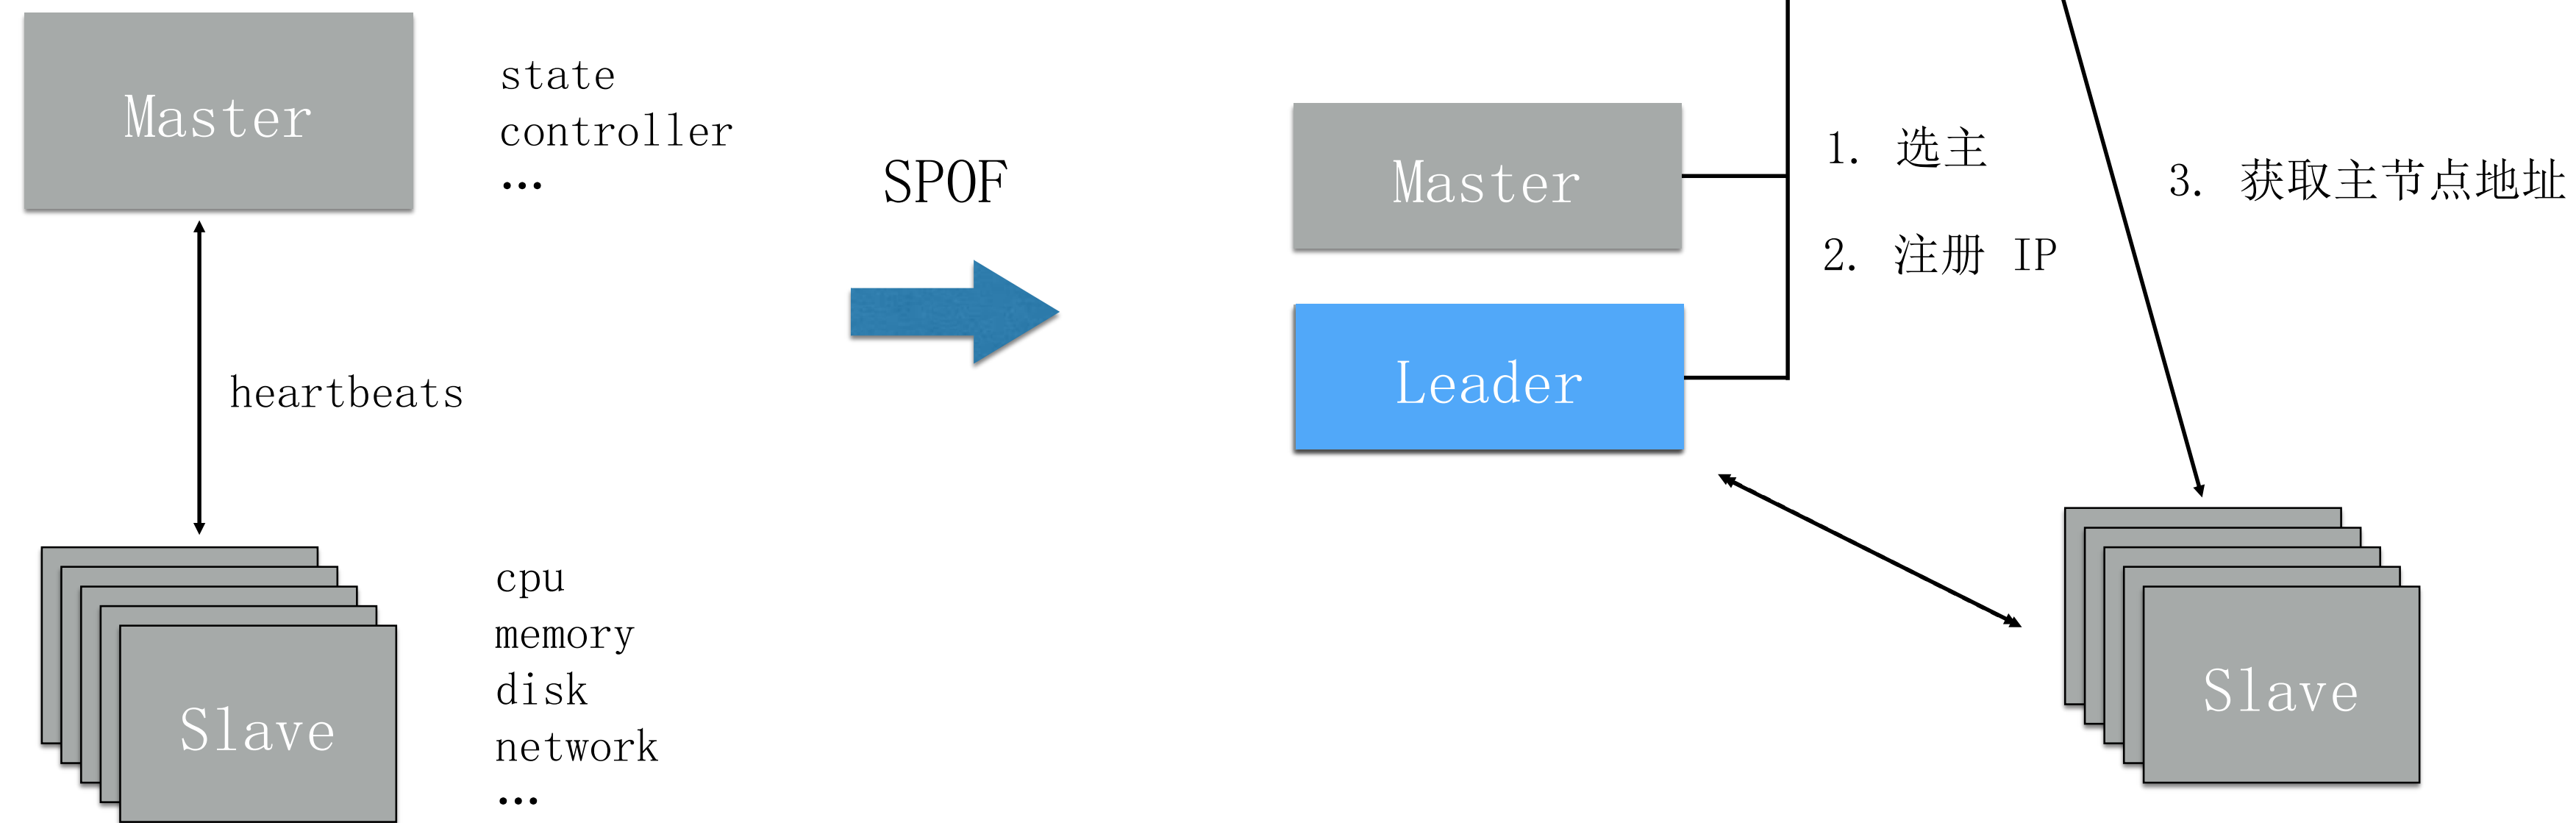 Master
state
controller
…
heartbeats
Slave
cpu
memory
disk
network
…
SPOF
Master
Leader
1. 选主
2. 注册 IP
3. 获取主节点地址
Slave